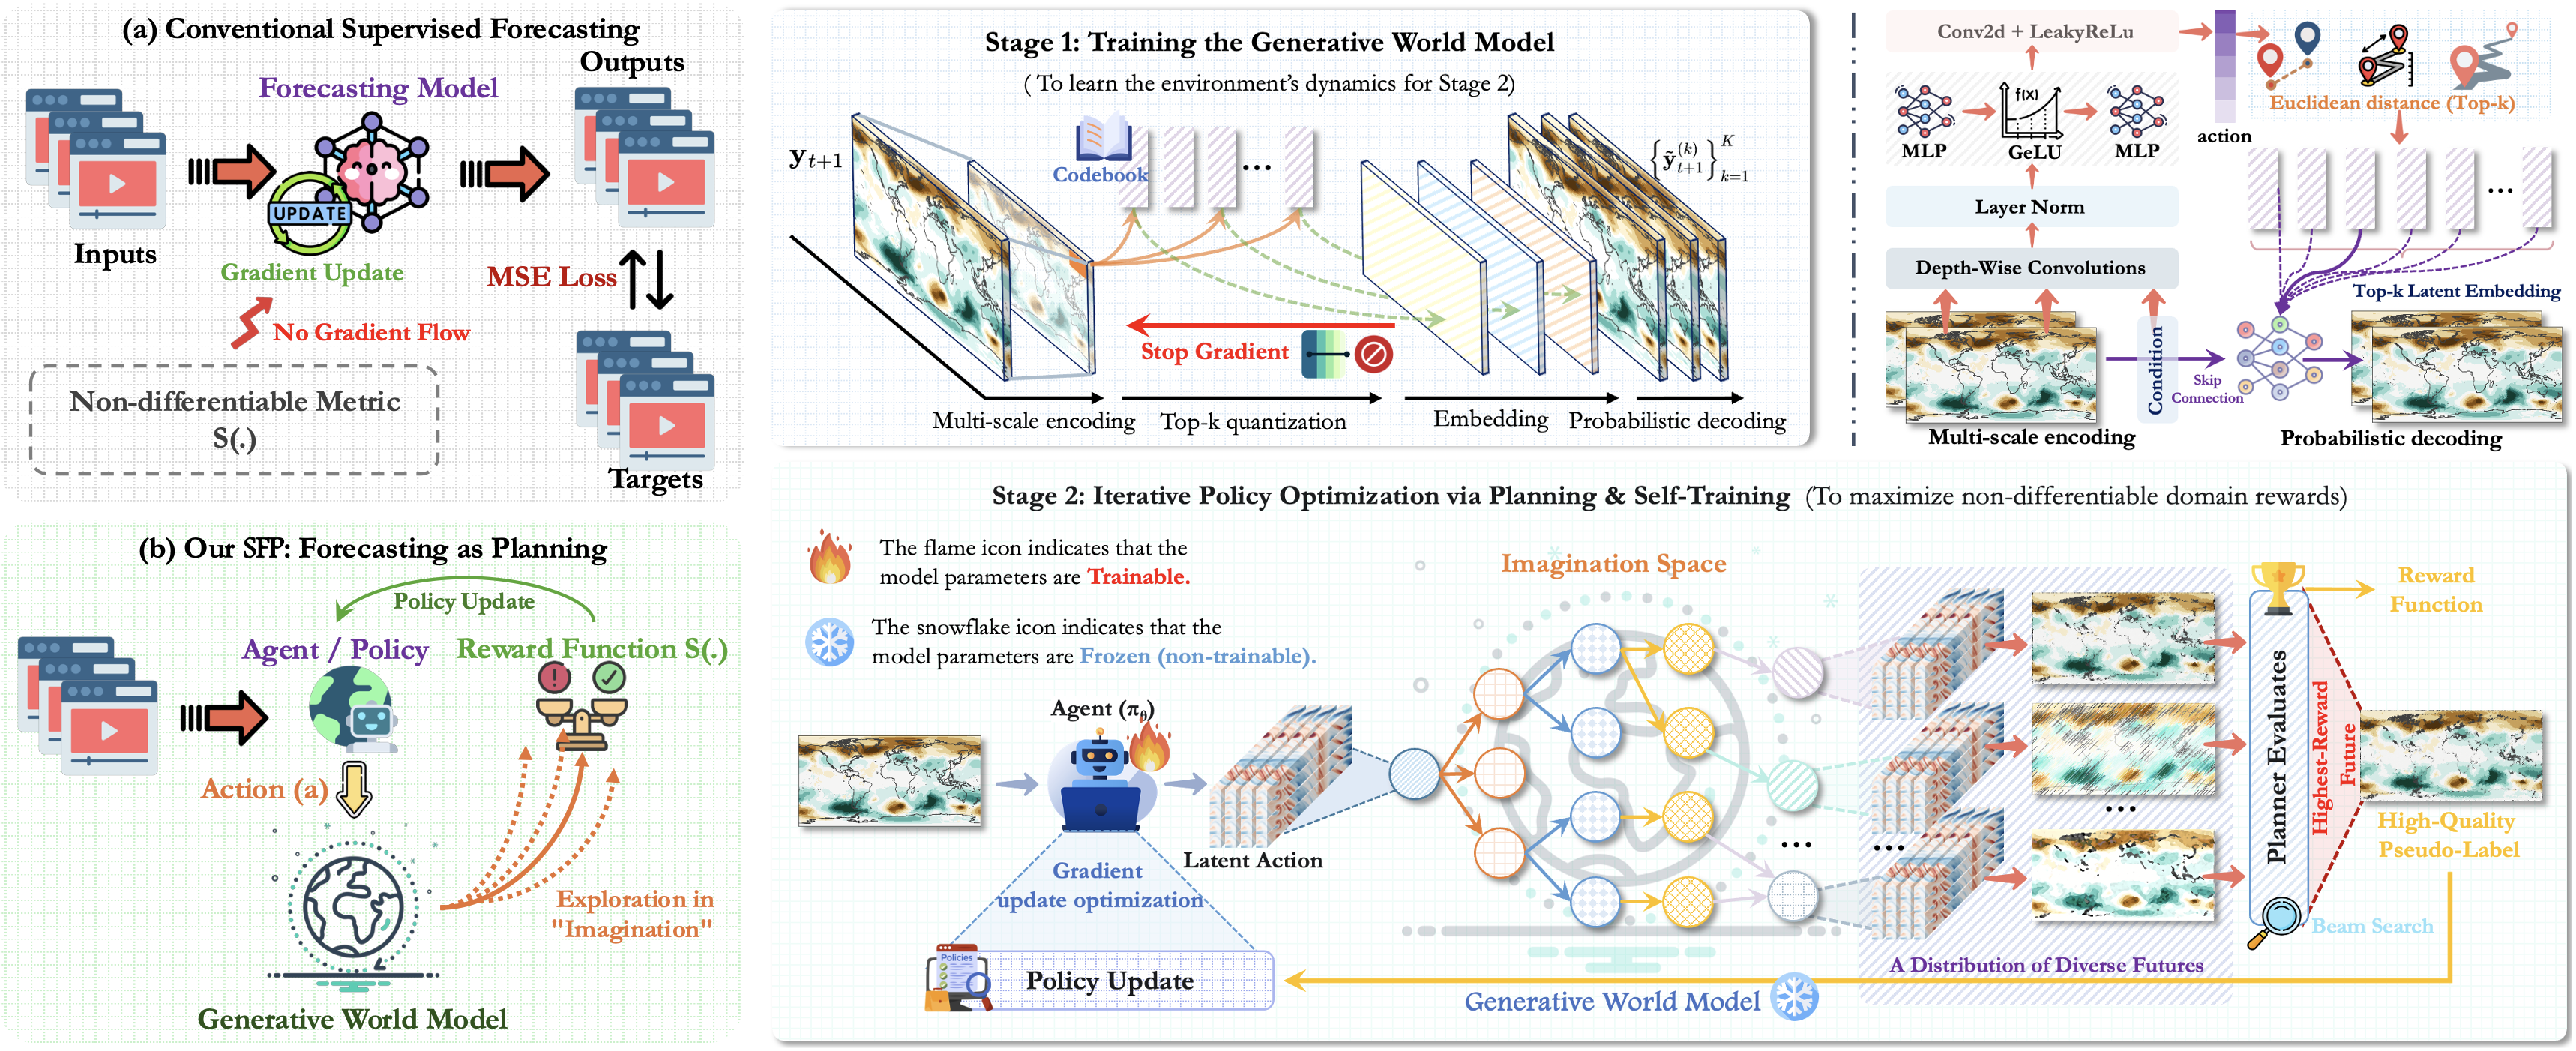 (a) Conventional Supervised Forecasting
Outputs
Forecasting Model
UPDATE
Inputs
Gradient Update
MSE Loss
No Gradient Flow
Non-differentiable Metric
S(.)
Targets
(b) Our SFP: Forecasting as Planning
Policy Update
Agent / Policy
Reward Function S(.)
Action (a)
Exploration in
"Imagination"
Generative World Model
Stage 1: Training the Generative World Model
( To learn the environment's dynamics for Stage 2)
y_{t+1}
Codebook
...
{ỹ_{t+1}^{(k)}}_{k=1}^{K}
Stop Gradient
Multi-scale encoding
Top-k quantization
Embedding
Probabilistic decoding
Conv2d + LeakyReLu
MLP
f(x)
GeLU
MLP
action
Euclidean distance (Top-k)
Layer Norm
...
Depth-Wise Convolutions
Top-k Latent Embedding
Condition
Skip
Connection
Multi-scale encoding
Probabilistic decoding
Stage 2: Iterative Policy Optimization via Planning & Self-Training (To maximize non-differentiable domain rewards)
The flame icon indicates that the
model parameters are Trainable.
The snowflake icon indicates that the
model parameters are Frozen (non-trainable).
Imagination Space
Agent (π_θ)
Latent Action
Gradient
update optimization
Policies
Policy Update
...
...
...
A Distribution of Diverse Futures
Generative World Model
Planner Evaluates
Reward
Function
Highest-Reward
Future
High-Quality
Pseudo-Label
Beam Search